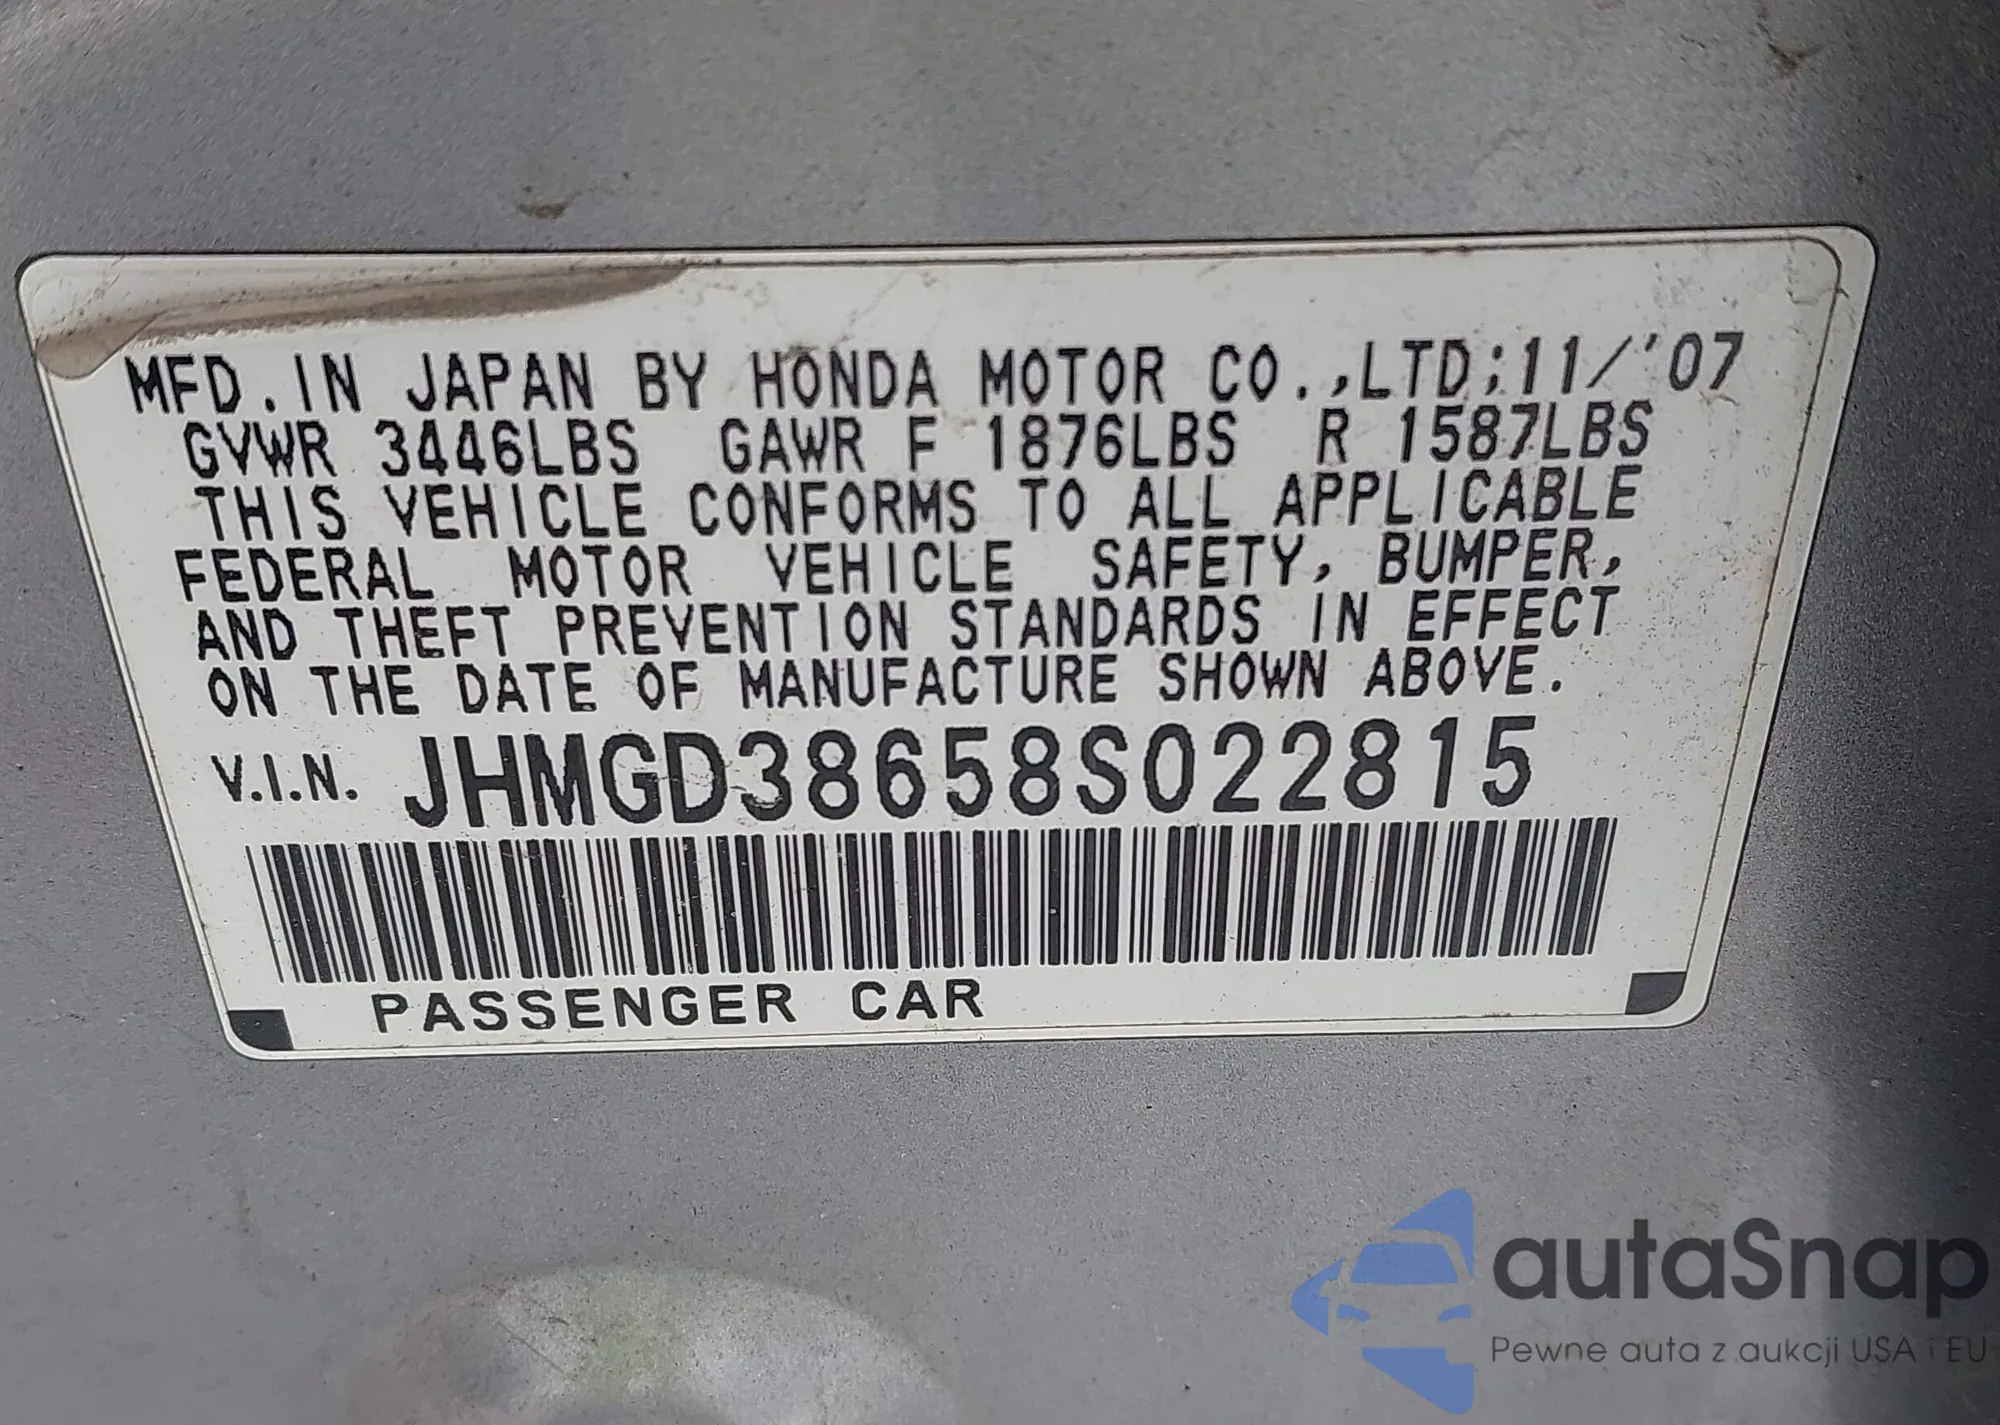 MFD. IN JAPAN BY HONDA MOTOR CO.,LTD;11/'07
GVWR 3446LBS GAWR F 1876LBS R 1587LBS
THIS VEHICLE CONFORMS TO ALL APPLICABLE
FEDERAL MOTOR VEHICLE SAFETY, BUMPER,
AND THEFT PREVENTION STANDARDS IN EFFECT
ON THE DATE OF MANUFACTURE SHOWN ABOVE.
V.I.N. JHMGD38658S022815
PASSENGER CAR
autaSnap
Pewne auta z aukcji USA i EU